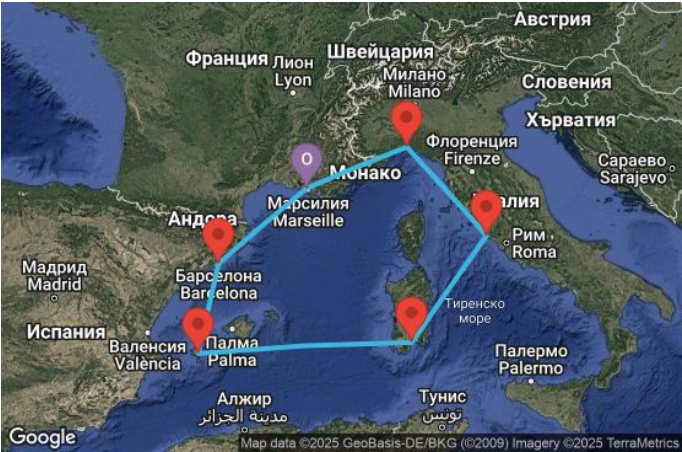 Австрия
Швейцария
Франция
Лион
Lyon
Милано
Milano
Словения
Хърватия
Флоренция
Firenze
О
Монако
Сараево
Sarajevo
Марсилия
Marseille
Андора
Италия
Рим
Roma
Мадрид
Madrid
Барселона
Barcelona
Тиренско
море
Испания
Валенсия
València
Палма
Palma
Палермо
Palermo
Алжир
مدينة الجزائر
Тунис
تونس
Google
Map data ©2025 GeoBasis-DE/BKG (©2009) Imagery ©2025 TerraMetrics